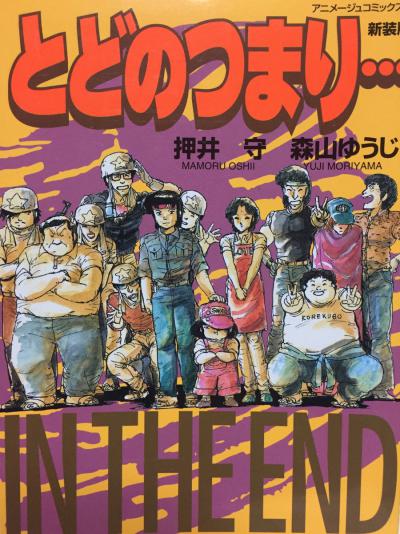 アニメージュコミックス
新装版
とどのつまり…
押井 守 森山ゆうじ
MAMORU OSHII YUJI MORIYAMA
KOREKUBO
IN THE END